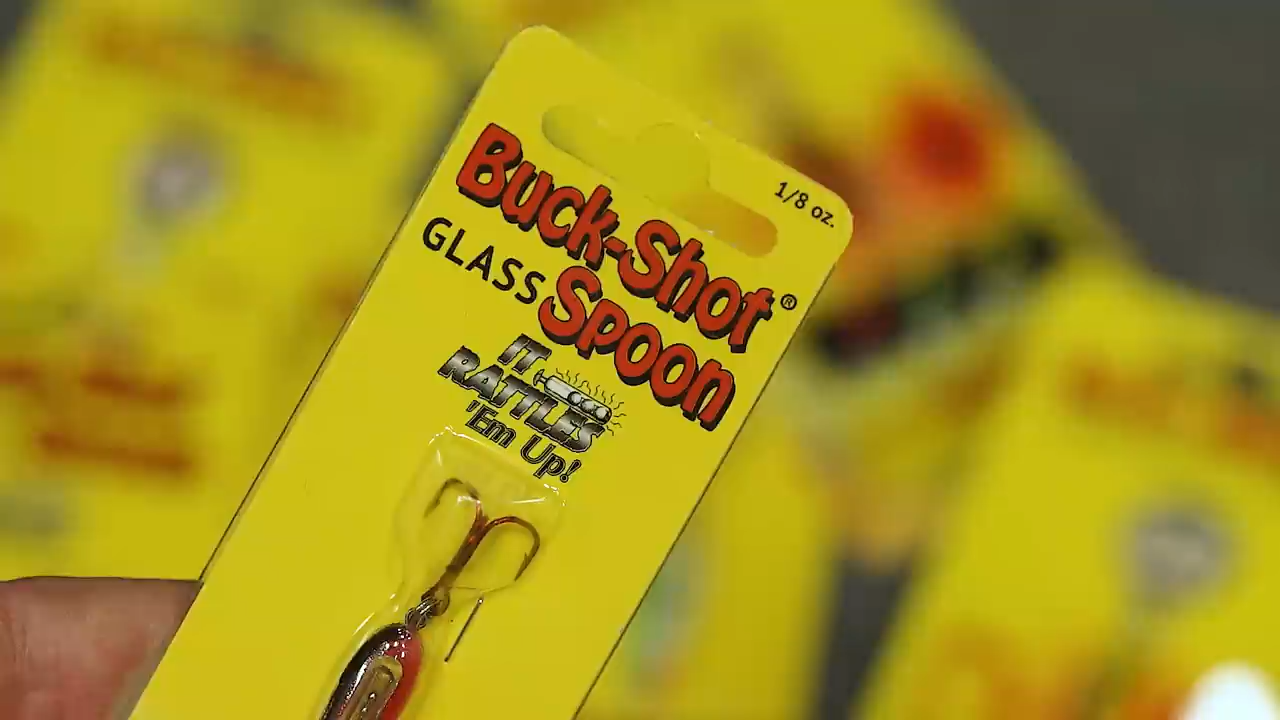 1/8 oz.
Buck-Shot®
GLASS Spoon
IT
RATTLES
'Em Up!